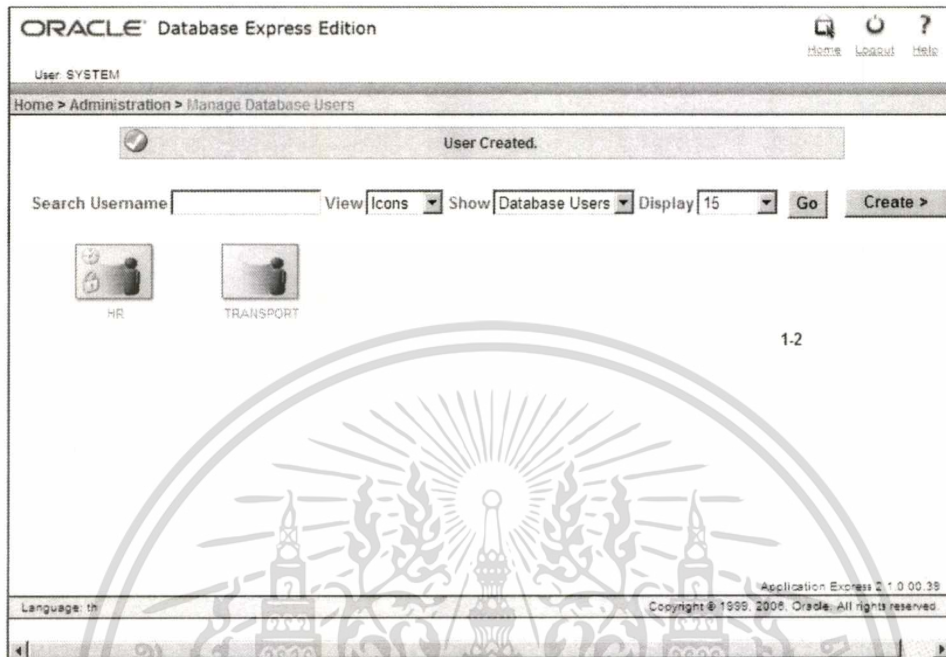 ORACLE Database Express Edition
Home Logout Help
User: SYSTEM
Home > Administration > Manage Database Users
User Created.
Search Username View Icons Show Database Users Display 15 Go Create >
HR TRANSPORT
1-2
Application Express 2.1.0.00.39
Language: th Copyright © 1999, 2006, Oracle. All rights reserved.